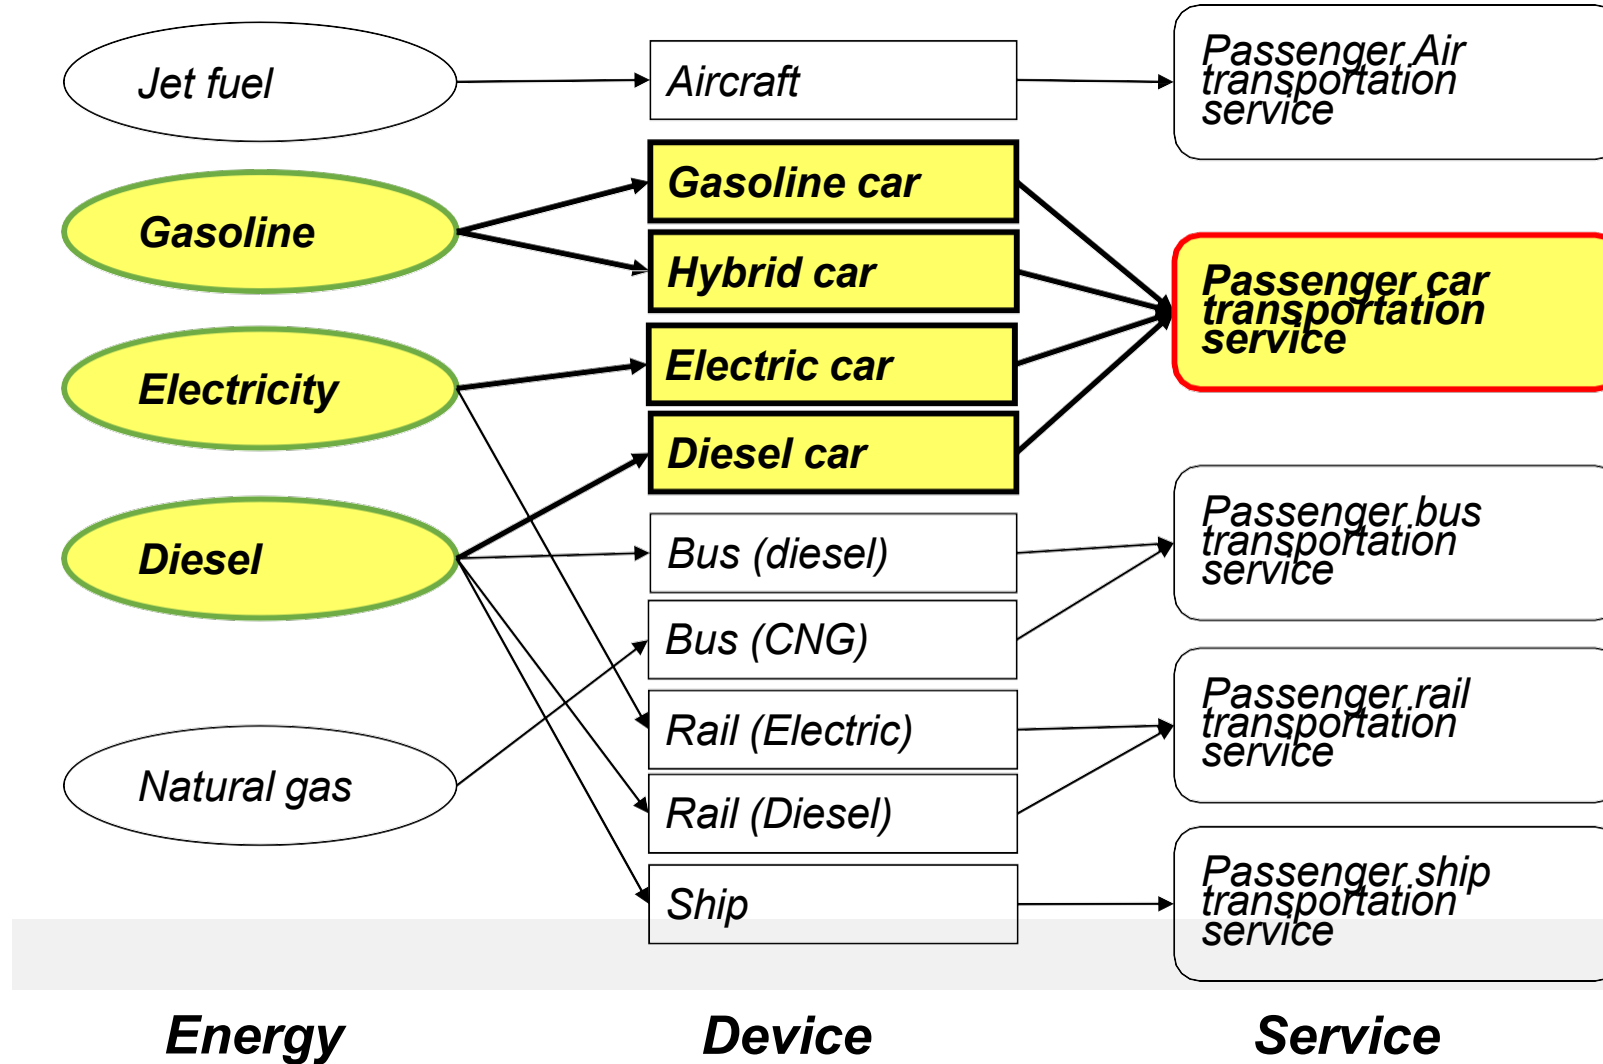 Jet fuel
Gasoline
Electricity
Diesel
Natural gas
Energy
Aircraft
Gasoline car
Hybrid car
Electric car
Diesel car
Bus (diesel)
Bus (CNG)
Rail (Electric)
Rail (Diesel)
Ship
Device
Passenger Air
transportation
service
Passenger car
transportation
service
Passenger bus
transportation
service
Passenger rail
transportation
service
Passenger ship
transportation
service
Service